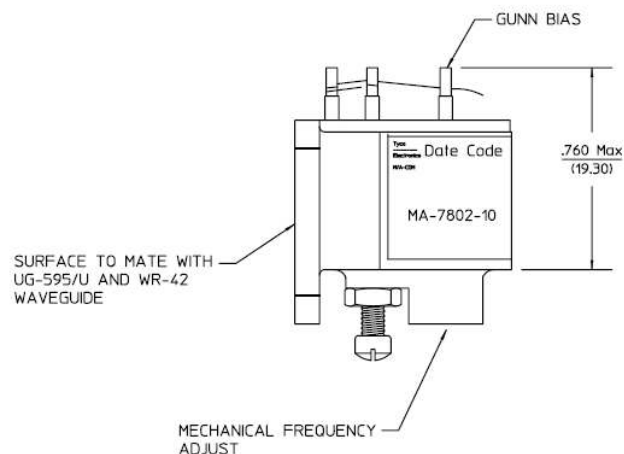 GUNN BIAS
Tyco
Electronics
M/A-COM
Date Code
.760 Max
(19.30)
MA-7802-10
SURFACE TO MATE WITH
UG-595/U AND WR-42
WAVEGUIDE
MECHANICAL FREQUENCY
ADJUST